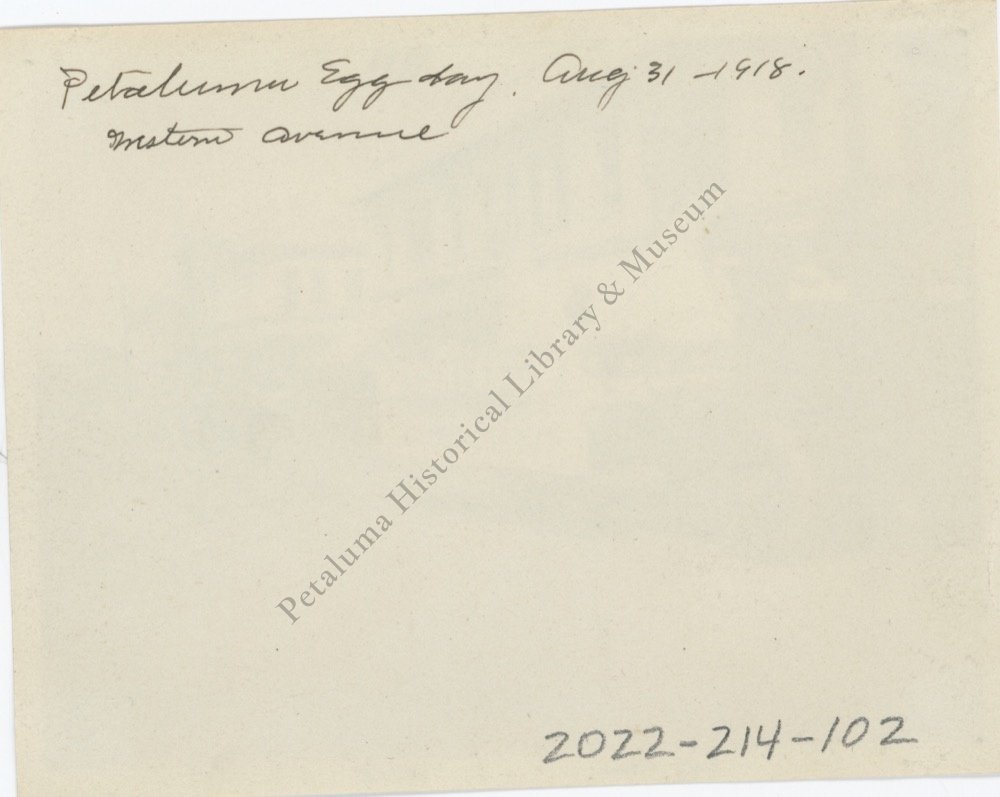 Petaluma Egg day. Aug 31 - 1918.
Western Avenue
Petaluma Historical Library & Museum
2022-214-102